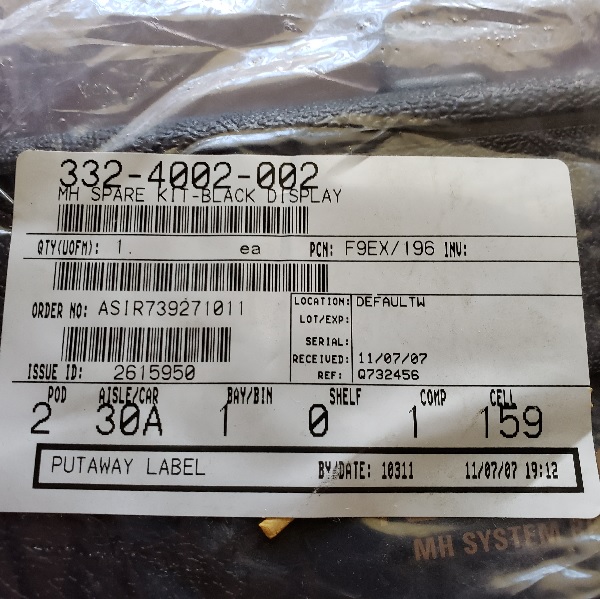 332-4002-002
MH SPARE KIT-BLACK DISPLAY
QTY(UOFM): 1. ea PCN: F9EX/196 INV:
ORDER NO: ASIR739271011
LOCATION: DEFAULTW
LOT/EXP:
SERIAL:
RECEIVED: 11/07/07
REF: Q732456
ISSUE ID: 2615950
POD AISLE/CAR BAY/BIN SHELF COMP CELL
2 30A 1 0 1 159
PUTAWAY LABEL BY/DATE: 10311 11/07/07 19:12
MH SYSTEM